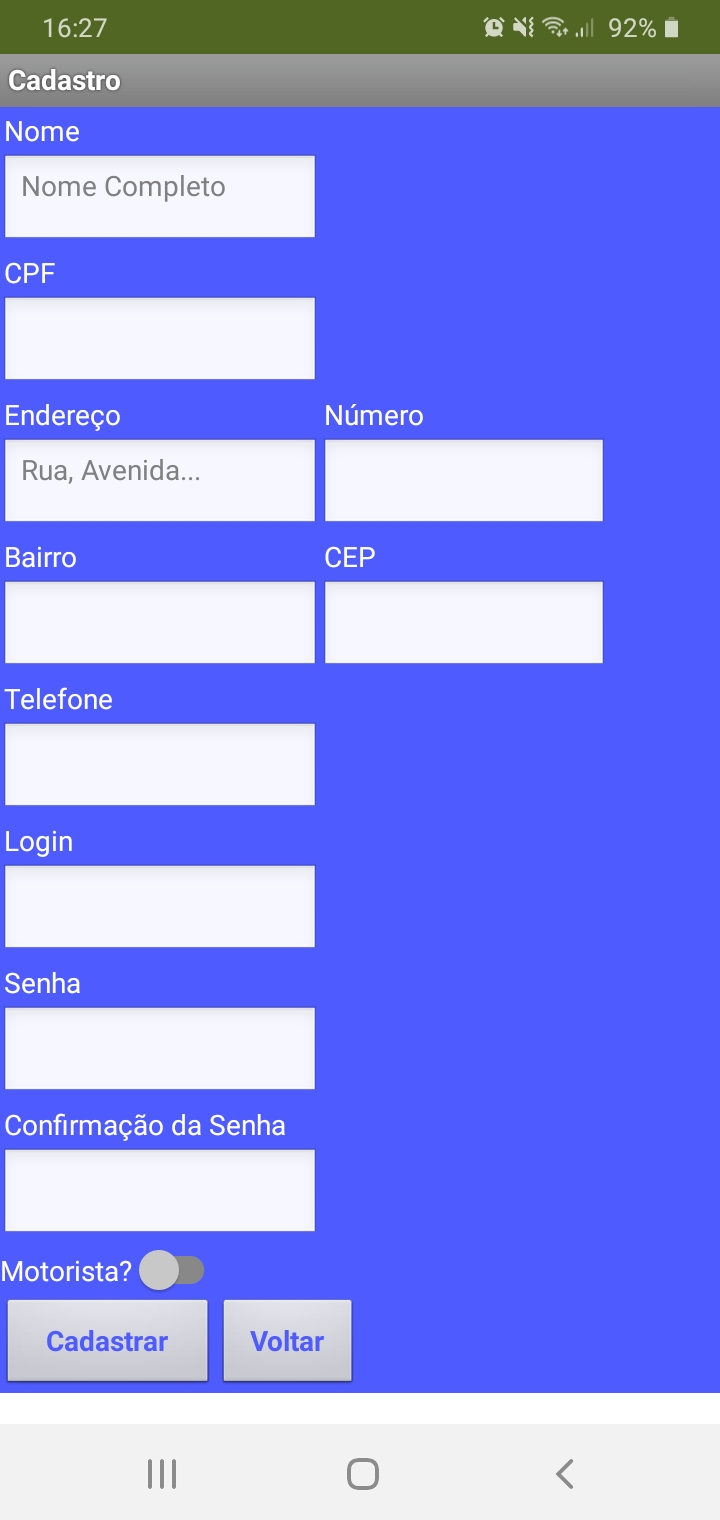 16:27 92%
Cadastro
Nome
Nome Completo
CPF
Endereço Número
Rua, Avenida...
Bairro CEP
Telefone
Login
Senha
Confirmação da Senha
Motorista?
Cadastrar Voltar